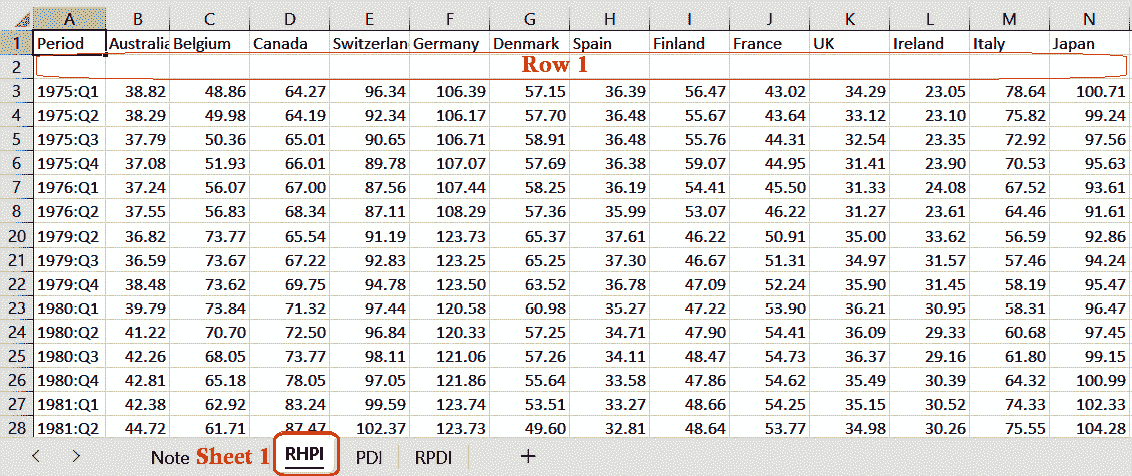 A B C D E F G H I J K L M N
1 Period Australia Belgium Canada Switzerlan Germany Denmark Spain Finland France UK Ireland Italy Japan
2 Row 1
3 1975:Q1 38.82 48.86 64.27 96.34 106.39 57.15 36.39 56.47 43.02 34.29 23.05 78.64 100.71
4 1975:Q2 38.29 49.98 64.19 92.34 106.17 57.70 36.48 55.67 43.64 33.12 23.10 75.82 99.24
5 1975:Q3 37.79 50.36 65.01 90.65 106.71 58.91 36.48 55.76 44.31 32.54 23.35 72.92 97.56
6 1975:Q4 37.08 51.93 66.01 89.78 107.07 57.69 36.38 59.07 44.95 31.41 23.90 70.53 95.63
7 1976:Q1 37.24 56.07 67.00 87.56 107.44 58.25 36.19 54.41 45.50 31.33 24.08 67.52 93.61
8 1976:Q2 37.55 56.83 68.34 87.11 108.29 57.36 35.99 53.07 46.22 31.27 23.61 64.46 91.61
20 1979:Q2 36.82 73.77 65.54 91.19 123.73 65.37 37.61 46.22 50.91 35.00 33.62 56.59 92.86
21 1979:Q3 36.59 73.67 67.22 92.83 123.25 65.25 37.30 46.67 51.31 34.97 31.57 57.46 94.24
22 1979:Q4 38.48 73.62 69.75 94.78 123.50 63.52 36.78 47.09 52.24 35.90 31.45 58.19 95.47
23 1980:Q1 39.79 73.84 71.32 97.44 120.58 60.98 35.27 47.22 53.90 36.21 30.95 58.31 96.47
24 1980:Q2 41.22 70.70 72.50 96.84 120.33 57.25 34.71 47.90 54.41 36.09 29.33 60.68 97.45
25 1980:Q3 42.26 68.05 73.77 98.11 121.06 57.26 34.11 48.47 54.73 36.37 29.16 61.80 99.15
26 1980:Q4 42.81 65.18 78.05 97.05 121.86 55.64 33.58 47.86 54.62 35.49 30.39 64.32 100.99
27 1981:Q1 42.38 62.92 83.24 99.59 123.74 53.51 33.27 48.66 54.25 35.15 30.52 74.33 102.33
28 1981:Q2 44.72 61.71 87.47 102.37 123.73 49.60 32.81 48.64 53.77 34.98 30.26 75.55 104.28
Note Sheet 1 RHPI PDI RPDI +